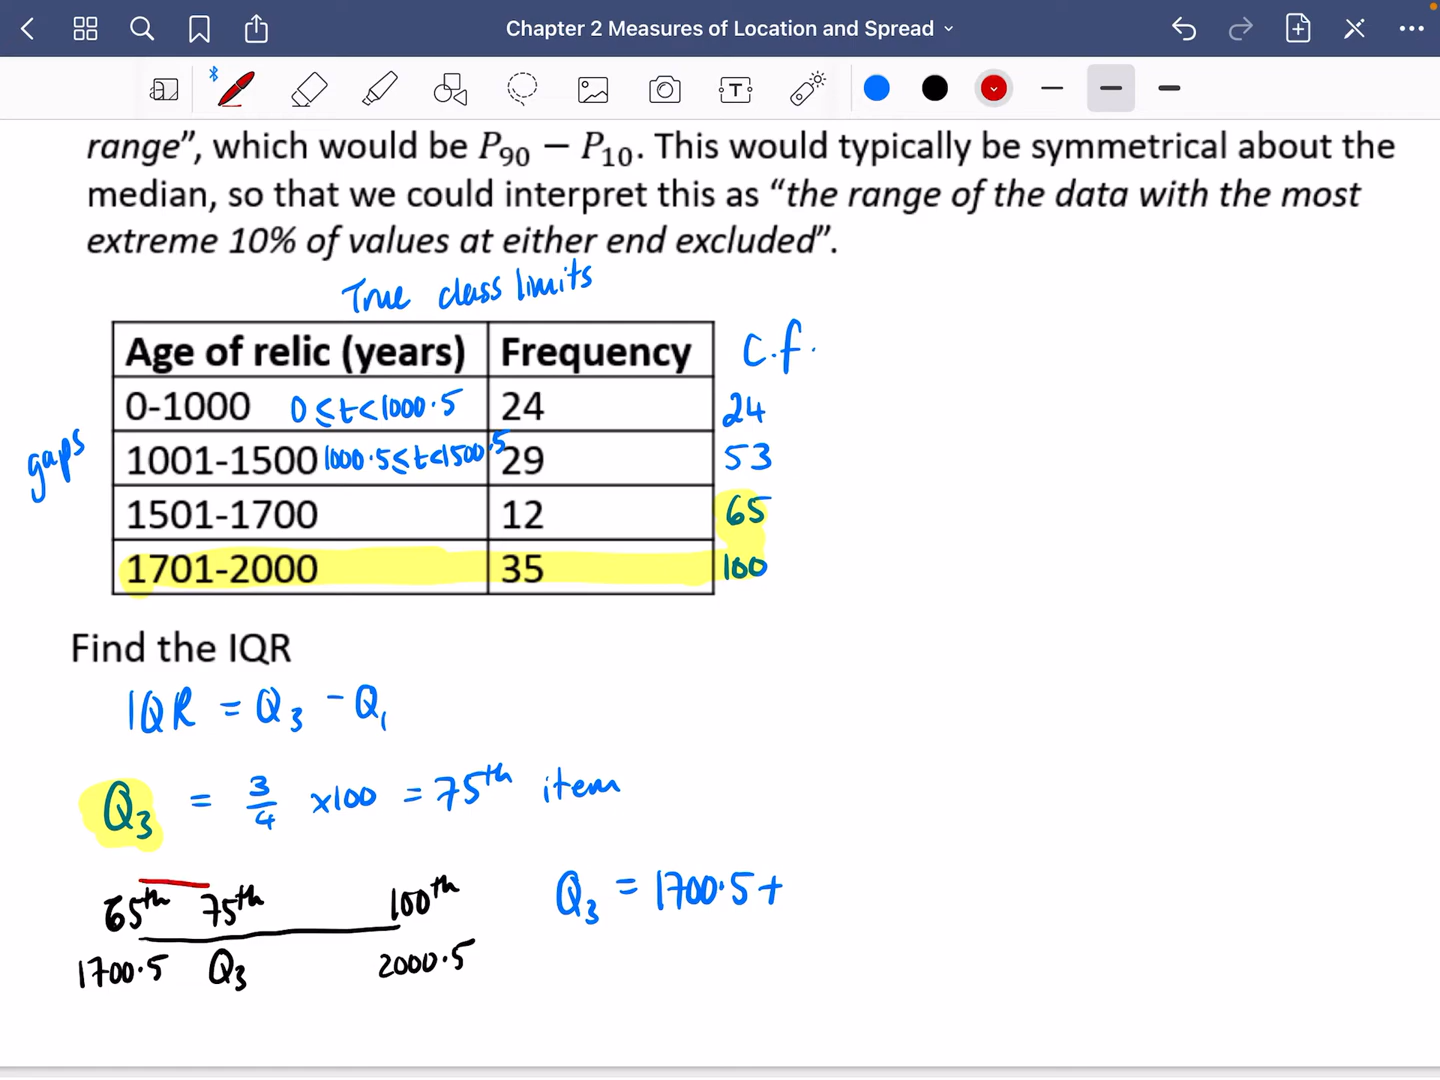 Chapter 2 Measures of Location and Spread
range”, which would be P₉₀ − P₁₀. This would typically be symmetrical about the
median, so that we could interpret this as “the range of the data with the most
extreme 10% of values at either end excluded”.
True class limits
Age of relic (years) Frequency c.f.
0-1000 0 ≤ t < 1000.5 24 24
gaps
1001-1500 1000.5 ≤ t < 1500.5 29 53
1501-1700 12 65
1701-2000 35 100
Find the IQR
IQR = Q₃ - Q₁
Q₃ = 3/4 ×100 = 75th item
65th 75th 100th
Q₃ = 1700.5 +
1700.5 Q₃ 2000.5